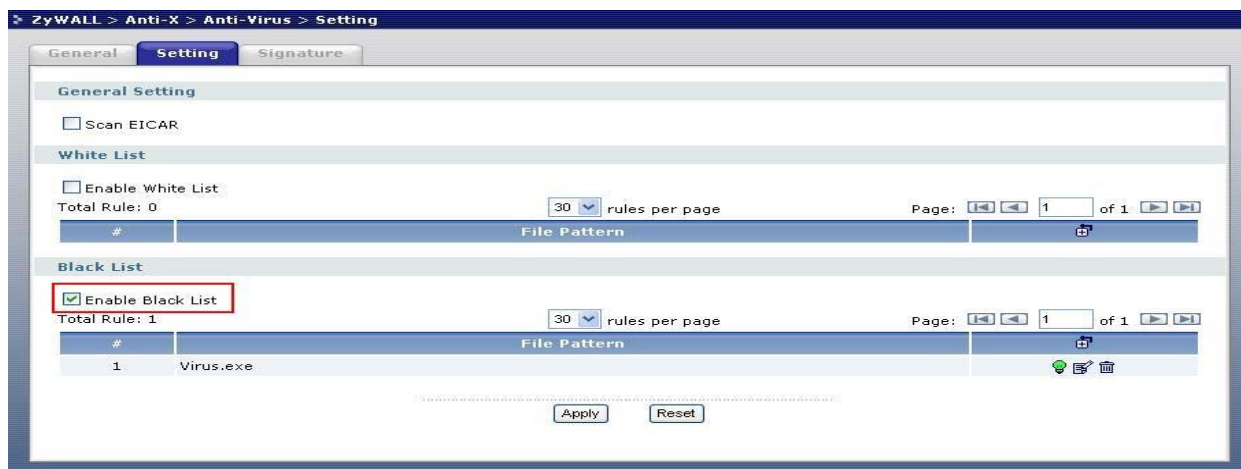 ZyWALL > Anti-X > Anti-Virus > Setting
General Setting Signature
General Setting
Scan EICAR
White List
Enable White List
Total Rule: 0 30 rules per page Page: 1 of 1
# File Pattern
Black List
Enable Black List
Total Rule: 1 30 rules per page Page: 1 of 1
# File Pattern
1 Virus.exe
Apply Reset